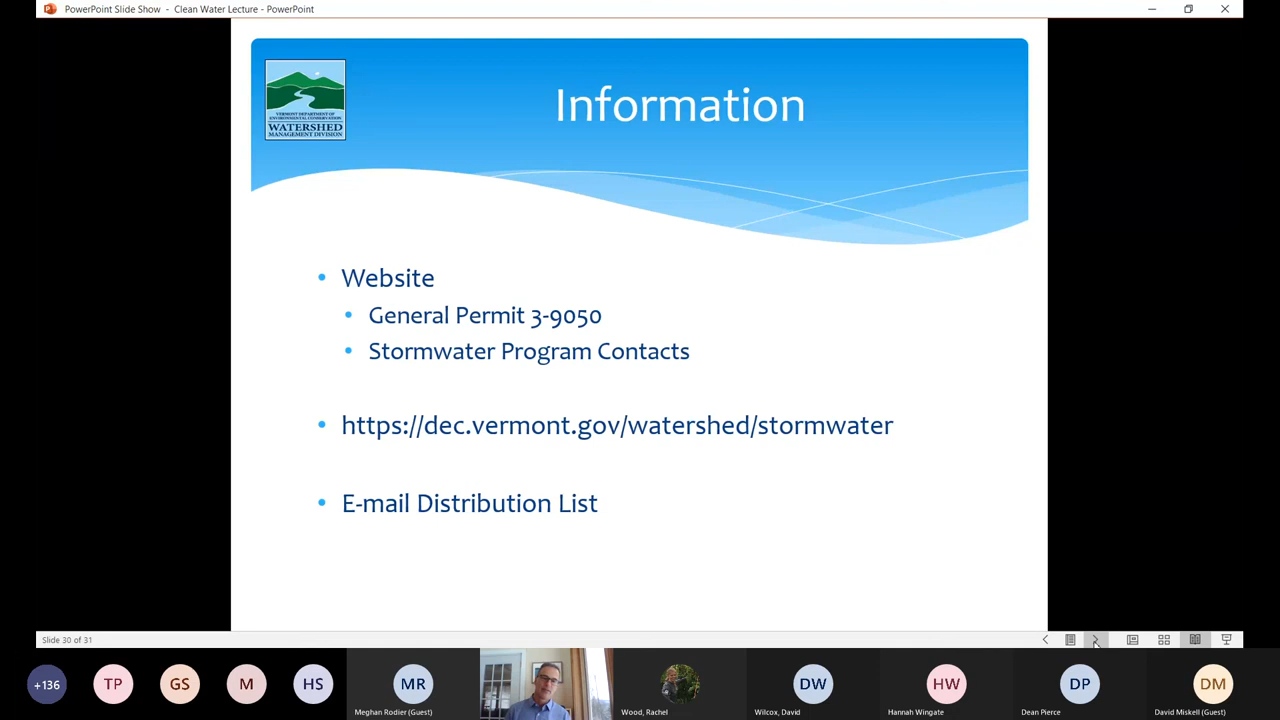 PowerPoint Slide Show - Clean Water Lecture - PowerPoint
VERMONT DEPARTMENT OF
ENVIRONMENTAL CONSERVATION
WATERSHED
MANAGEMENT DIVISION
Information
• Website
• General Permit 3-9050
• Stormwater Program Contacts
• https://dec.vermont.gov/watershed/stormwater
• E-mail Distribution List
Slide 30 of 31
+136
TP
GS
M
HS
MR
DW
HW
DP
DM
Meghan Rodier (Guest)
Wood, Rachel
Wilcox, David
Hannah Wingate
Dean Pierce
David Miskell (Guest)